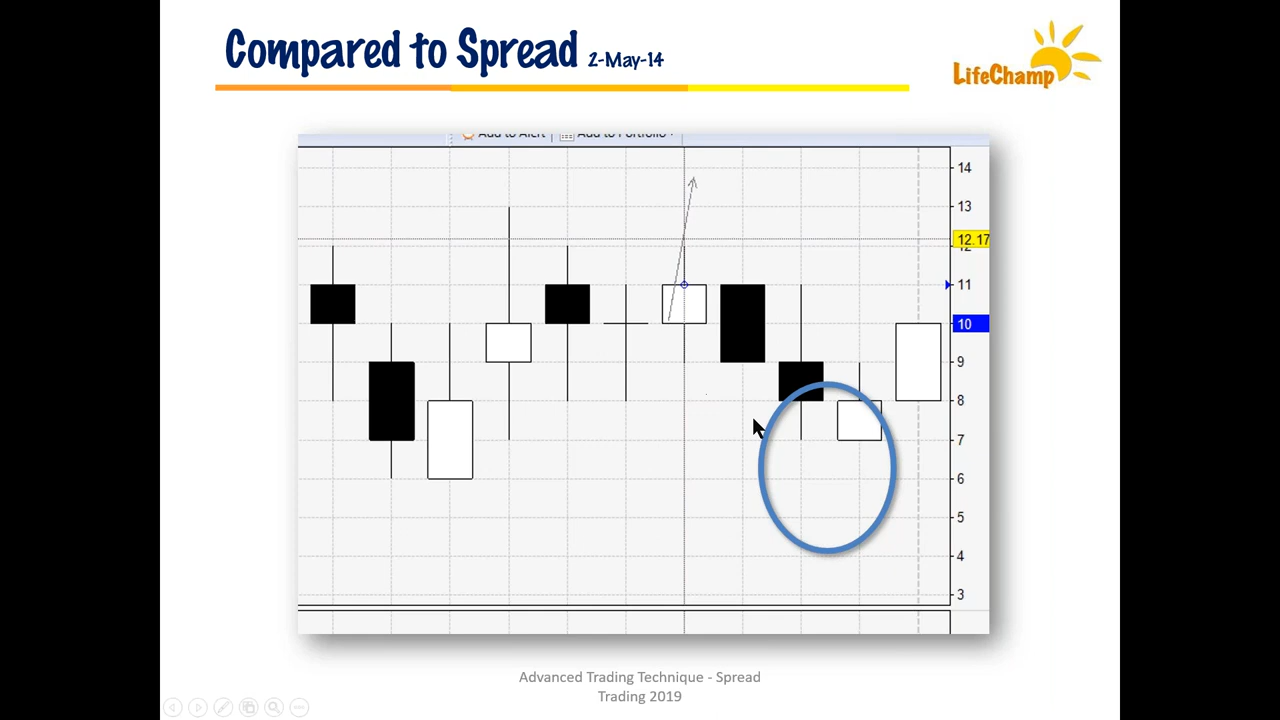 Compared to Spread 2-May-14
LifeChamp
Add to Alert
Add to Portfolio
14
13
12.17
12
11
10
9
8
7
6
5
4
3
Advanced Trading Technique - Spread
Trading 2019